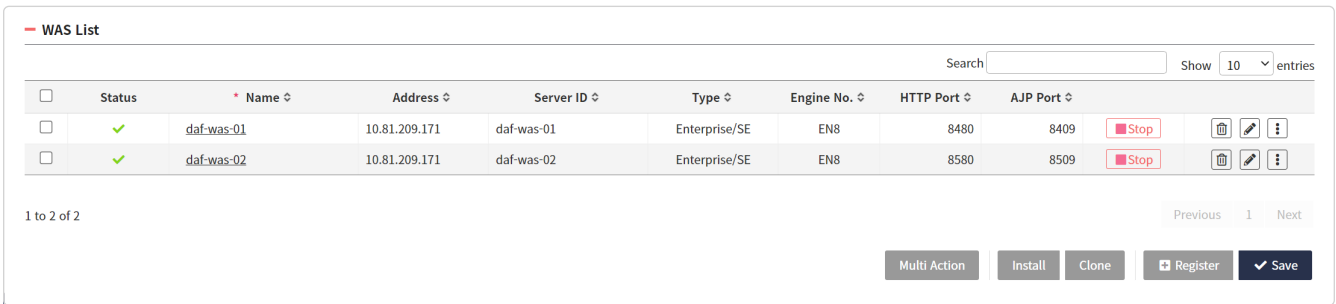 WAS List
Search Show 10 entries
Status * Name Address Server ID Type Engine No. HTTP Port AJP Port
daf-was-01 10.81.209.171 daf-was-01 Enterprise/SE EN8 8480 8409 Stop
daf-was-02 10.81.209.171 daf-was-02 Enterprise/SE EN8 8580 8509 Stop
1 to 2 of 2 Previous 1 Next
Multi Action Install Clone Register Save